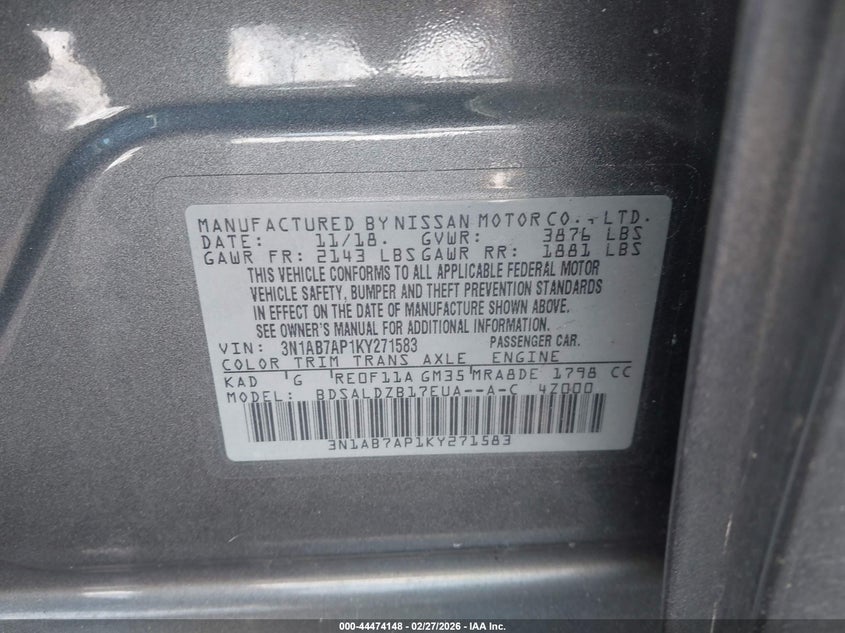 MANUFACTURED BY NISSAN MOTOR CO., LTD.
DATE: 11/18. GVWR: 3876 LBS
GAWR FR: 2143 LBS GAWR RR: 1881 LBS
THIS VEHICLE CONFORMS TO ALL APPLICABLE FEDERAL MOTOR
VEHICLE SAFETY, BUMPER AND THEFT PREVENTION STANDARDS
IN EFFECT ON THE DATE OF MANUFACTURE SHOWN ABOVE.
SEE OWNER'S MANUAL FOR ADDITIONAL INFORMATION.
VIN: 3N1AB7AP1KY271583 PASSENGER CAR.
COLOR TRIM TRANS AXLE ENGINE
KAD G RE0F11A GM35 MRA8DE 1798 CC
MODEL: BDSALDZB17EUA--A-C 4Z000
3N1AB7AP1KY271583
000-44474148 | 02/27/2026 | IAA Inc.